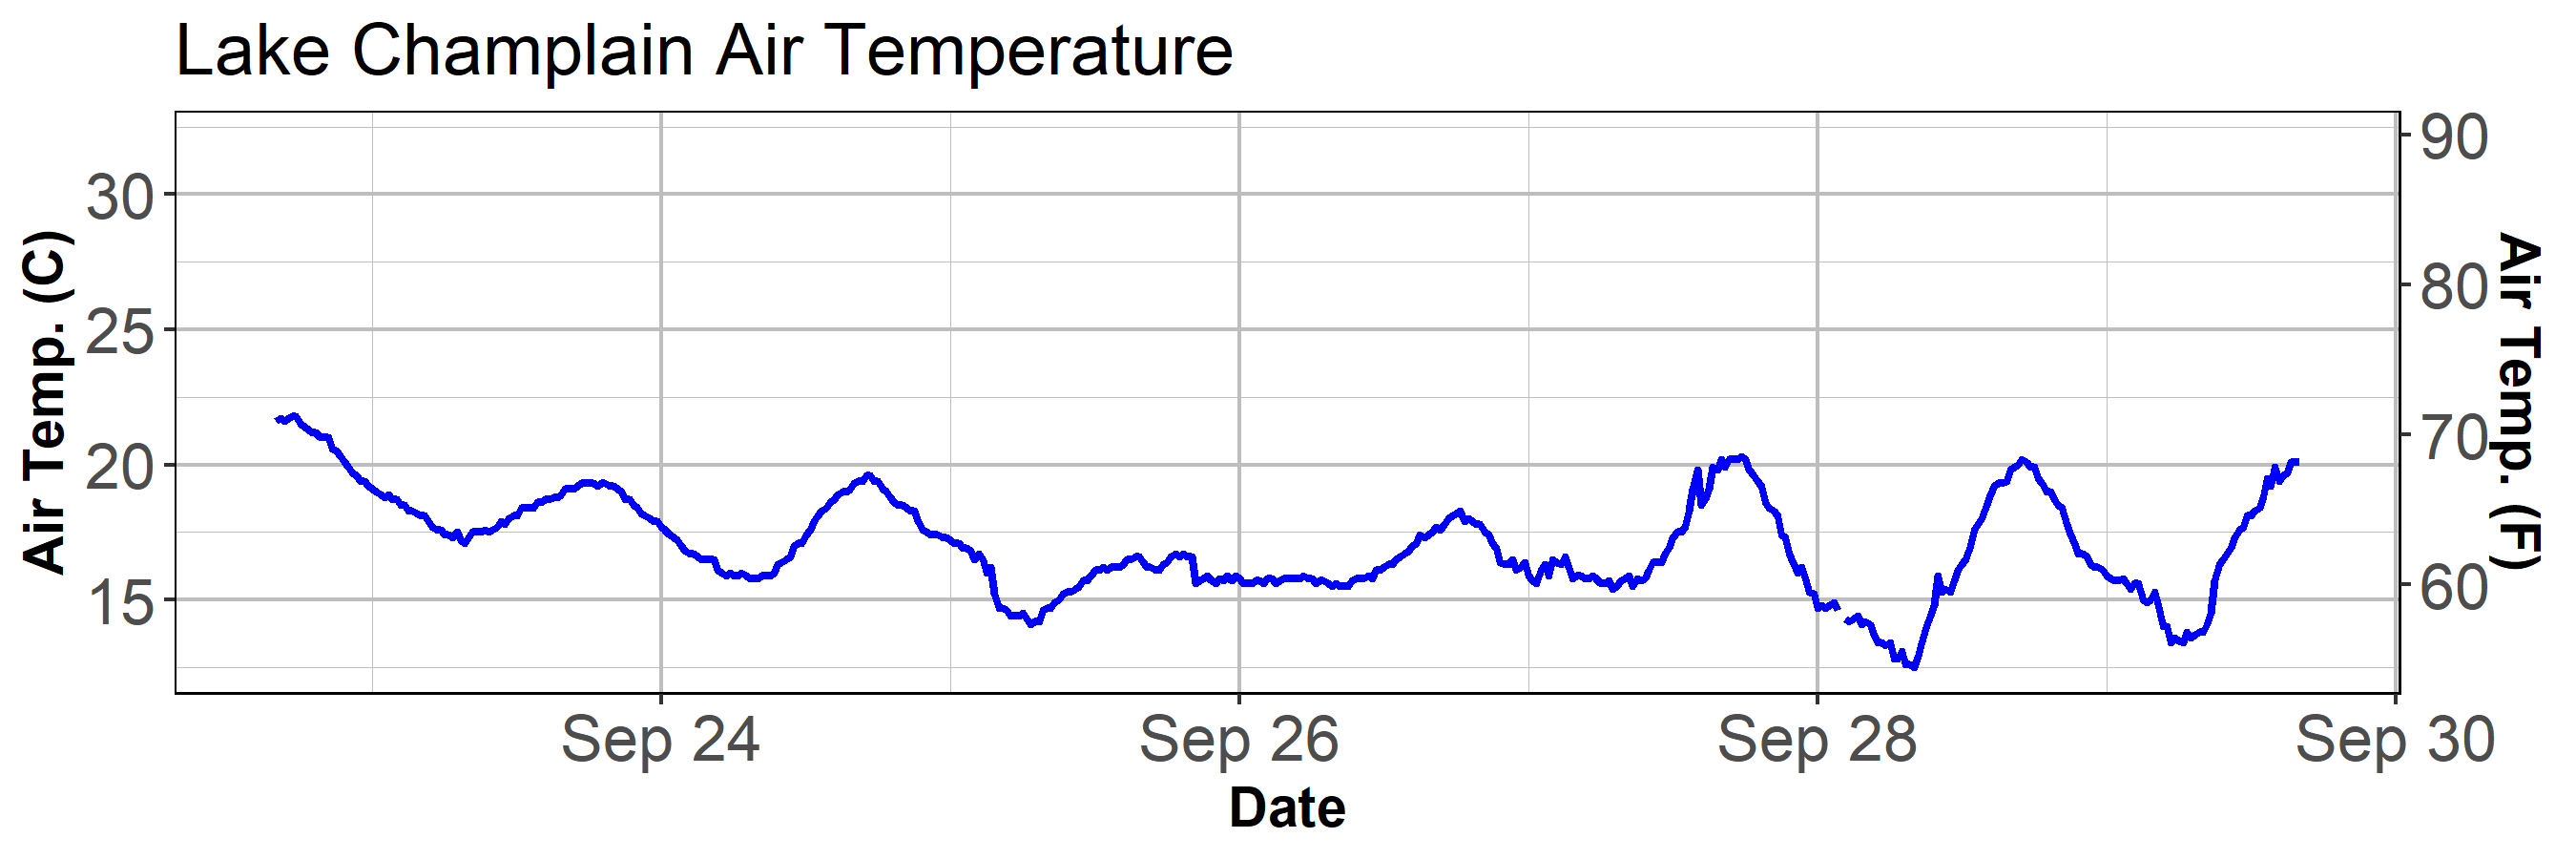 Lake Champlain Air Temperature
Air Temp. (C)
30
25
20
15
90
80
70
60
Air Temp. (F)
Sep 24
Sep 26
Sep 28
Sep 30
Date